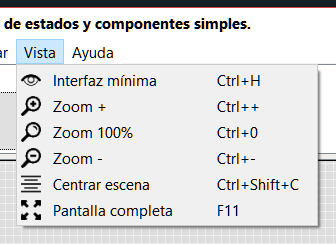 de estados y componentes simples.
Vista Ayuda
Interfaz mínima Ctrl+H
Zoom + Ctrl++
Zoom 100% Ctrl+0
Zoom - Ctrl+-
Centrar escena Ctrl+Shift+C
Pantalla completa F11